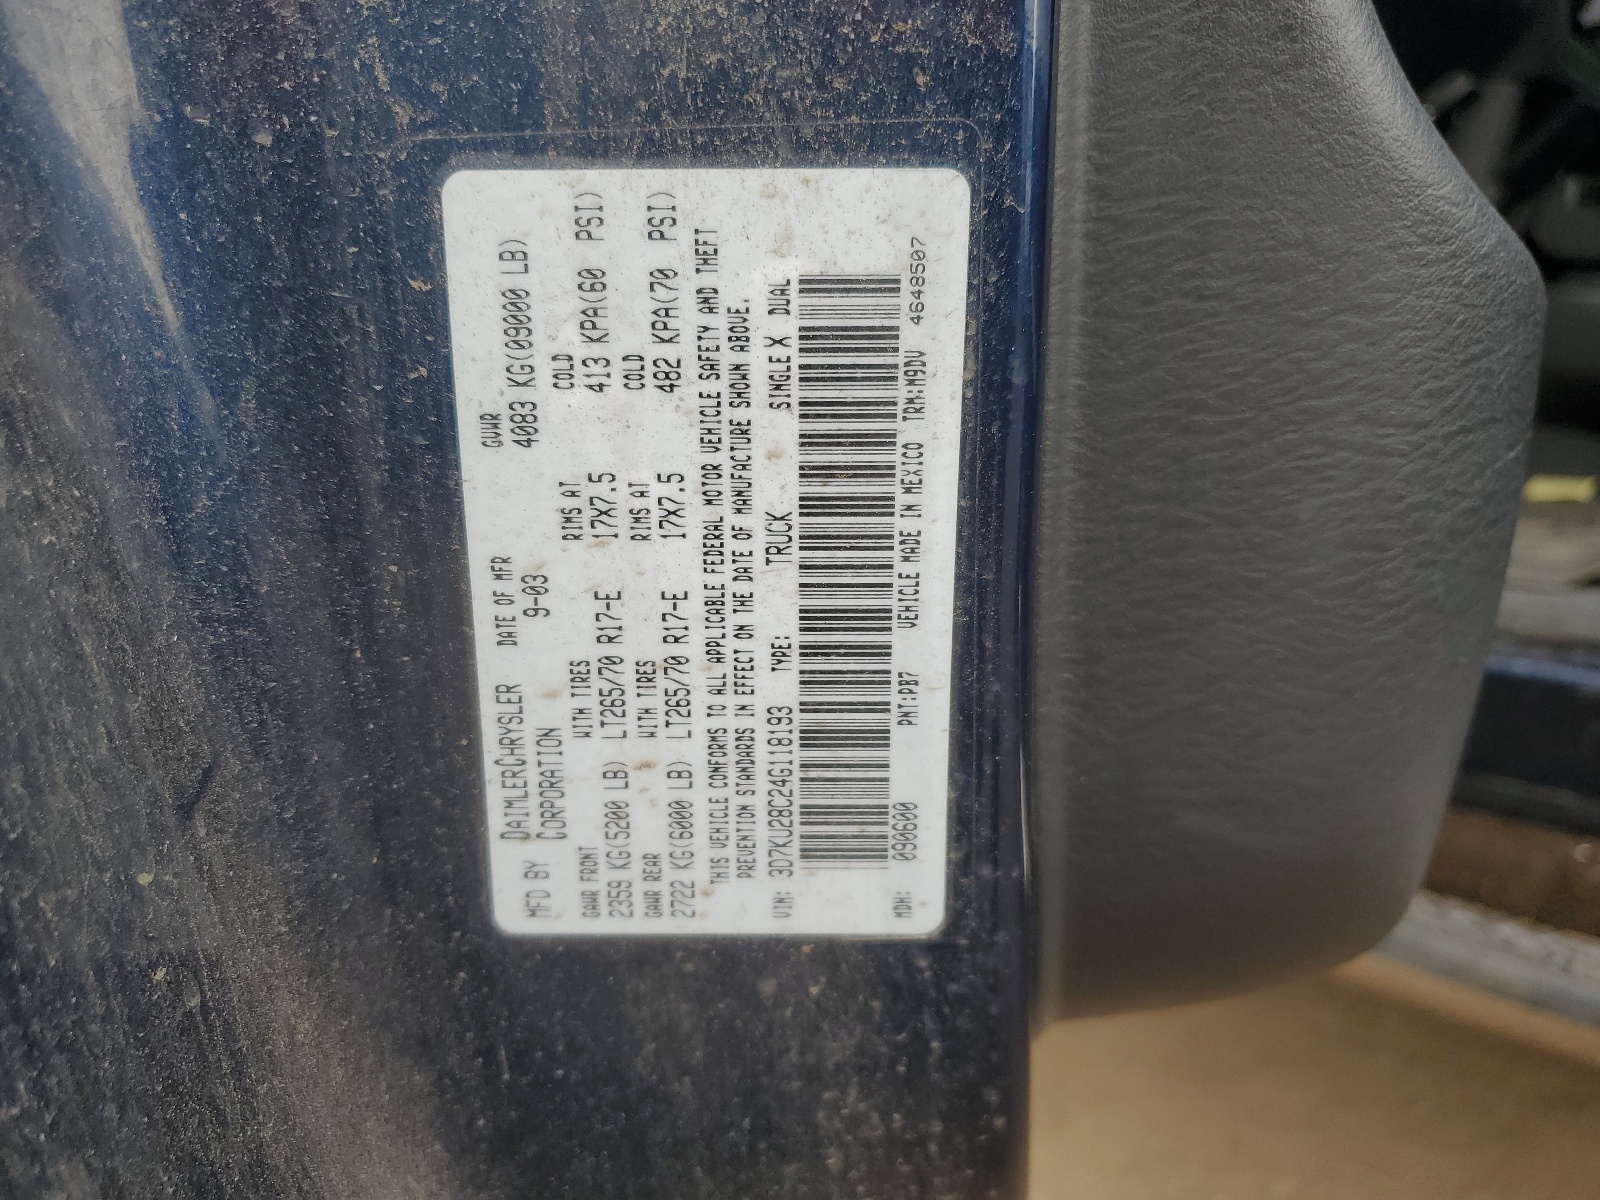 MFD BY DAIMLERCHRYSLER CORPORATION
DATE OF MFR 9-03
GVWR 4083 KG(09000 LB)
GAWR FRONT WITH TIRES RIMS AT COLD
2359 KG(5200 LB) LT265/70 R17-E 17X7.5 413 KPA(60 PSI)
GAWR REAR WITH TIRES RIMS AT COLD
2722 KG(6000 LB) LT265/70 R17-E 17X7.5 482 KPA(70 PSI)
THIS VEHICLE CONFORMS TO ALL APPLICABLE FEDERAL MOTOR VEHICLE SAFETY AND THEFT
PREVENTION STANDARDS IN EFFECT ON THE DATE OF MANUFACTURE SHOWN ABOVE.
VIN: 3D7KU28C24G118193 TYPE: TRUCK SINGLE X DUAL
MDH: 090600 PNT:PB7 VEHICLE MADE IN MEXICO TRM:M9DV 4648507